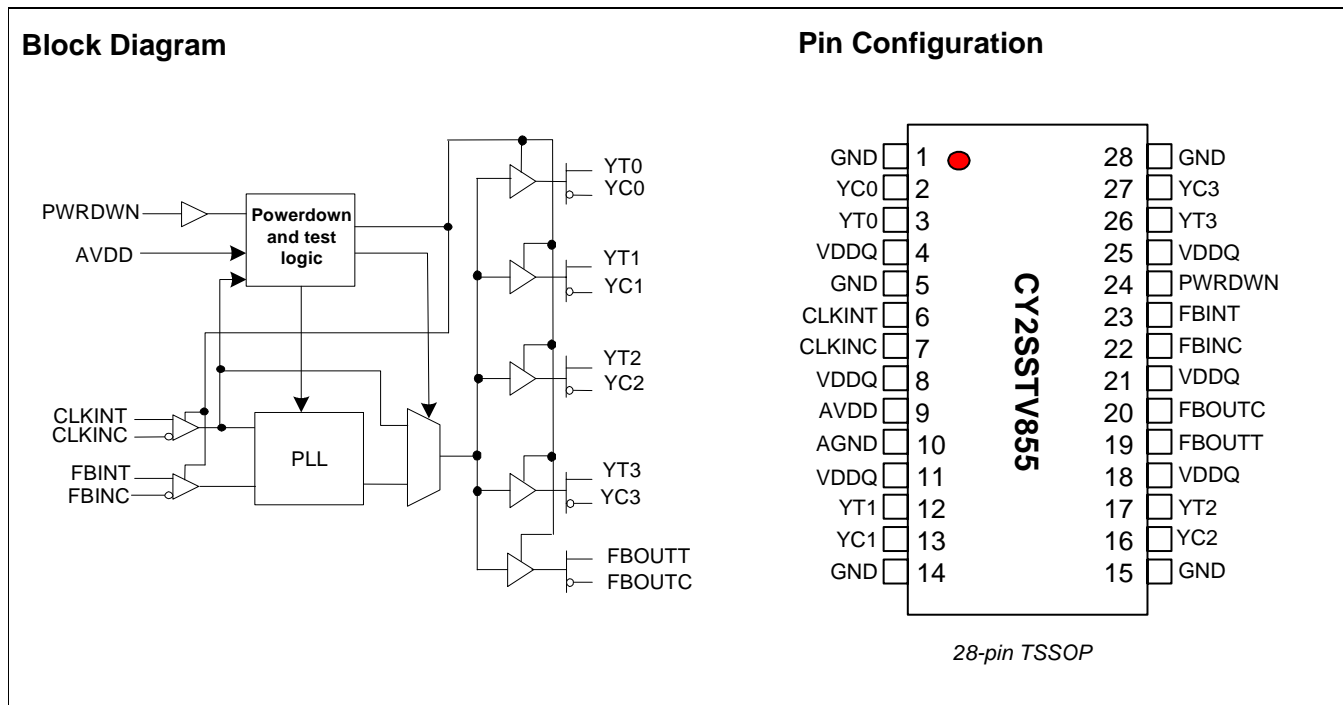 Block Diagram
PWRDWN
AVDD
Powerdown
and test
logic
CLKINT
CLKINC
FBINT
FBINC
PLL
YT0
YC0
YT1
YC1
YT2
YC2
YT3
YC3
FBOUTT
FBOUTC
Pin Configuration
GND 1 28 GND
YC0 2 27 YC3
YT0 3 26 YT3
VDDQ 4 25 VDDQ
GND 5 24 PWRDWN
CLKINT 6 23 FBINT
CLKINC 7 22 FBINC
VDDQ 8 21 VDDQ
AVDD 9 20 FBOUTC
AGND 10 19 FBOUTT
VDDQ 11 18 VDDQ
YT1 12 17 YT2
YC1 13 16 YC2
GND 14 15 GND
CY2SSTV855
28-pin TSSOP